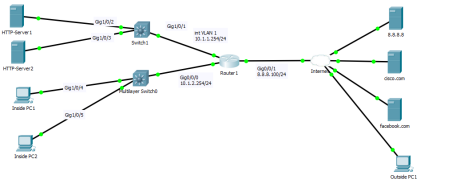 HTTP-Server1
Gig1/0/2
Gig1/0/1
Switch1
Gig1/0/3
HTTP-Server2
int VLAN 1
10.1.1.254/24
Router1
Gig0/0/1
8.8.8.100/24
Internet
8.8.8.8
cisco.com
facebook.com
Outside PC1
Gig0/0/0
10.1.2.254/24
Multilayer Switch0
Gig1/0/4
Inside PC1
Gig1/0/5
Inside PC2